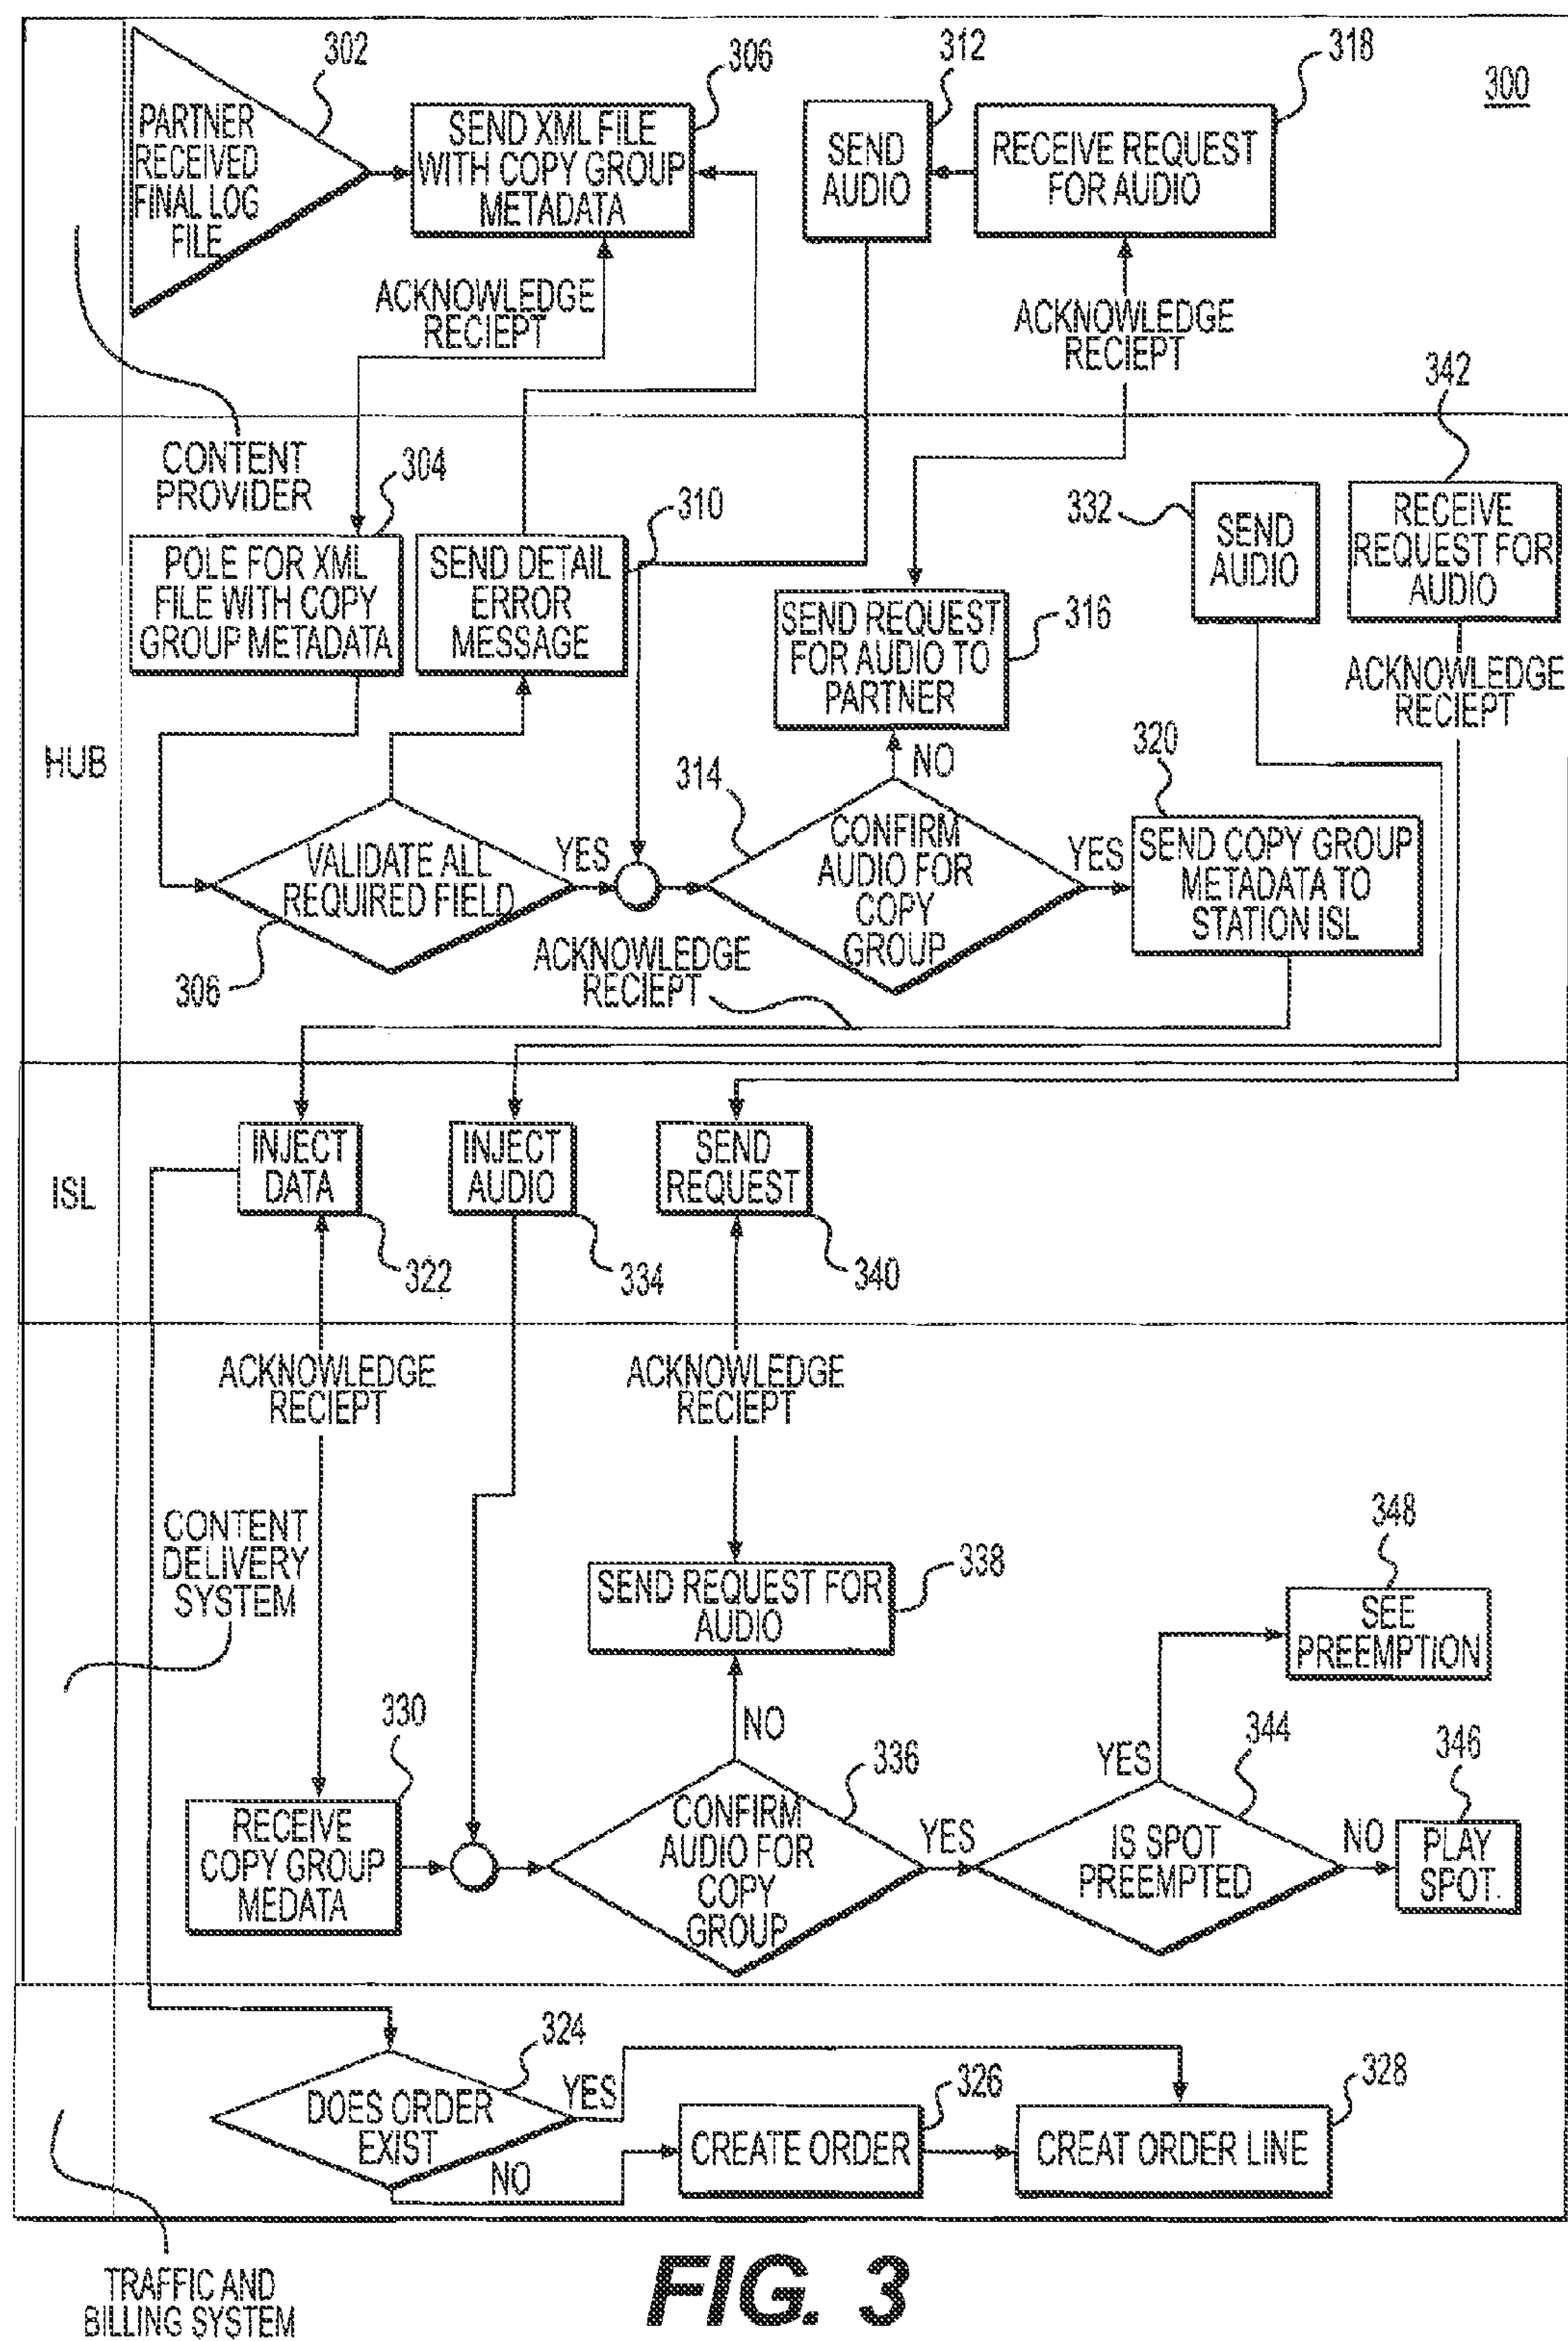 300
302
PARTNER
RECEIVED
FINAL LOG
FILE
306
SEND XML FILE
WITH COPY GROUP
METADATA
312
SEND
AUDIO
318
RECEIVE REQUEST
FOR AUDIO
ACKNOWLEDGE
RECIEPT
ACKNOWLEDGE
RECIEPT
CONTENT
PROVIDER
HUB
304
POLE FOR XML
FILE WITH COPY
GROUP METADATA
310
SEND DETAIL
ERROR
MESSAGE
316
SEND REQUEST
FOR AUDIO TO
PARTNER
332
SEND
AUDIO
342
RECEIVE
REQUEST FOR
AUDIO
ACKNOWLEDGE
RECIEPT
306
VALIDATE ALL
REQUIRED FIELD
YES
314
CONFIRM
AUDIO FOR
COPY
GROUP
NO
YES
320
SEND COPY GROUP
METADATA TO
STATION ISL
ACKNOWLEDGE
RECIEPT
ISL
INJECT
DATA
322
INJECT
AUDIO
334
SEND
REQUEST
340
ACKNOWLEDGE
RECIEPT
ACKNOWLEDGE
RECIEPT
CONTENT
DELIVERY
SYSTEM
SEND REQUEST FOR
AUDIO
338
348
SEE
PREEMPTION
330
RECEIVE
COPY GROUP
MEDATA
NO
336
CONFIRM
AUDIO FOR
COPY
GROUP
YES
344
YES
IS SPOT
PREEMPTED
NO
346
PLAY
SPOT.
324
DOES ORDER
EXIST
YES
NO
326
CREATE ORDER
328
CREAT ORDER LINE
TRAFFIC AND
BILLING SYSTEM
FIG. 3